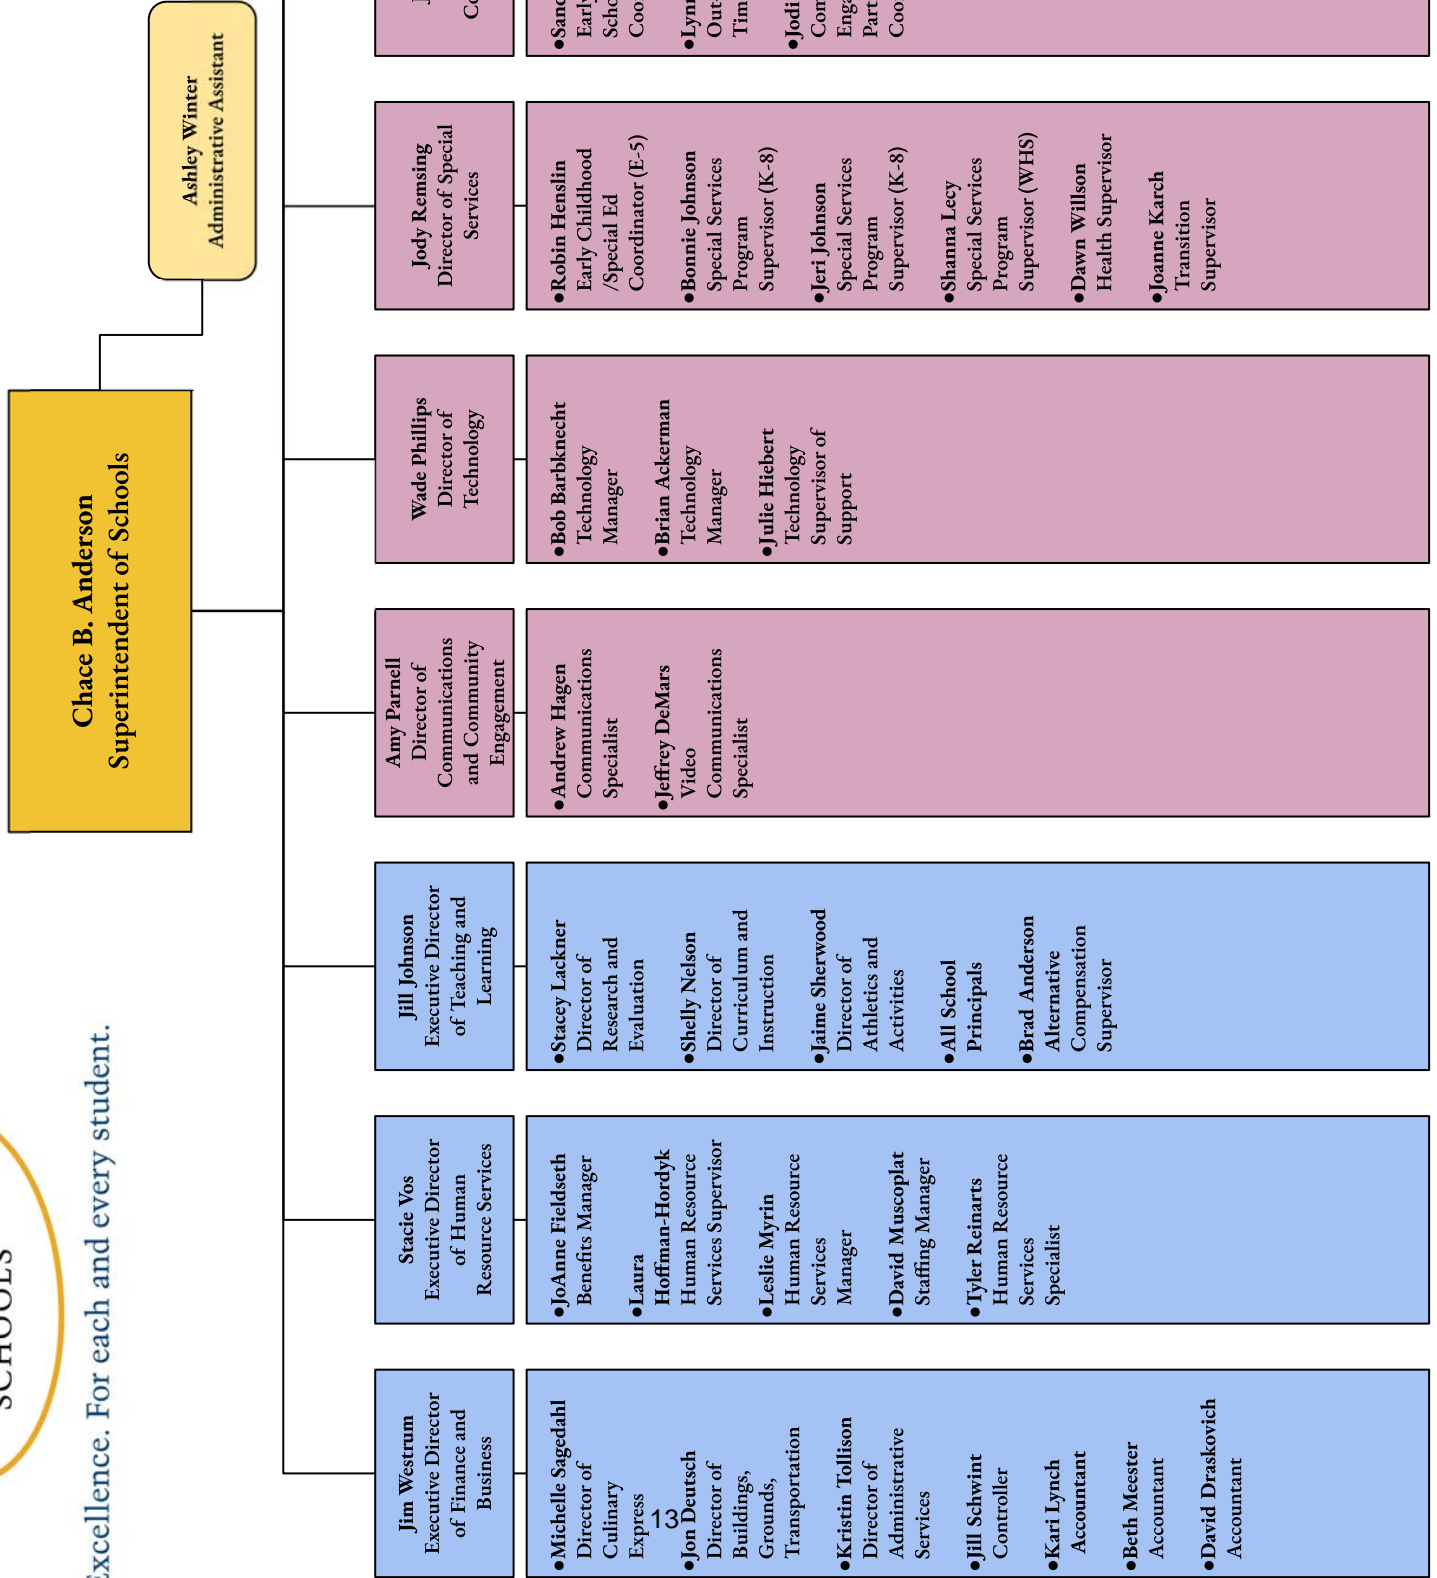 SCHOOLS
Excellence. For each and every student.
Chace B. Anderson
Superintendent of Schools
Ashley Winter
Administrative Assistant
Jim Westrum
Executive Director
of Finance and
Business
●Michelle Sagedahl
Director of
Culinary
Express
●Jon Deutsch
Director of
Buildings,
Grounds,
Transportation
●Kristin Tollison
Director of
Administrative
Services
●Jill Schwint
Controller
●Kari Lynch
Accountant
●Beth Meester
Accountant
●David Draskovich
Accountant
13
Stacie Vos
Executive Director
of Human
Resource Services
●JoAnne Fieldseth
Benefits Manager
●Laura
Hoffman-Hordyk
Human Resource
Services Supervisor
●Leslie Myrin
Human Resource
Services
Manager
●David Muscoplat
Staffing Manager
●Tyler Reinarts
Human Resource
Services
Specialist
Jill Johnson
Executive Director
of Teaching and
Learning
●Stacey Lackner
Director of
Research and
Evaluation
●Shelly Nelson
Director of
Curriculum and
Instruction
●Jaime Sherwood
Director of
Athletics and
Activities
●All School
Principals
●Brad Anderson
Alternative
Compensation
Supervisor
Amy Parnell
Director of
Communications
and Community
Engagement
●Andrew Hagen
Communications
Specialist
●Jeffrey DeMars
Video
Communications
Specialist
Wade Phillips
Director of
Technology
●Bob Barbknecht
Technology
Manager
●Brian Ackerman
Technology
Manager
●Julie Hiebert
Technology
Supervisor of
Support
Jody Remsing
Director of Special
Services
●Robin Henslin
Early Childhood
/Special Ed
Coordinator (E-5)
●Bonnie Johnson
Special Services
Program
Supervisor (K-8)
●Jeri Johnson
Special Services
Program
Supervisor (K-8)
●Shanna Lecy
Special Services
Program
Supervisor (WHS)
●Dawn Willson
Health Supervisor
●Joanne Karch
Transition
Supervisor